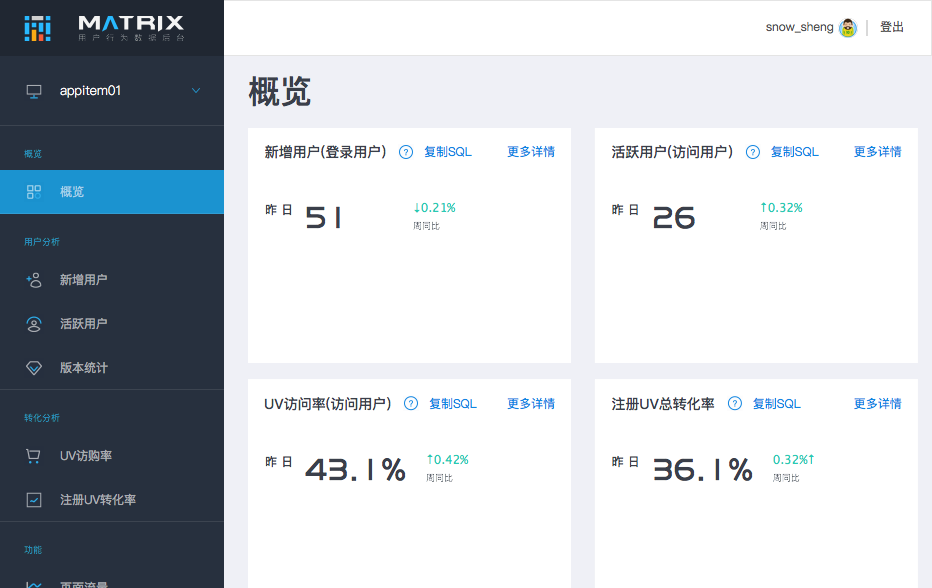 MATRIX
用户行为数据后台
snow_sheng
登出
appitem01
概览
概览
用户分析
新增用户
活跃用户
版本统计
转化分析
UV访购率
注册UV转化率
功能
页面流量
概览
新增用户(登录用户) ? 复制SQL 更多详情
昨日 51 ↓0.21%
周同比
活跃用户(访问用户) ? 复制SQL 更多详情
昨日 26 ↑0.32%
周同比
UV访问率(访问用户) ? 复制SQL 更多详情
昨日 43.1% ↑0.42%
周同比
注册UV总转化率 ? 复制SQL 更多详情
昨日 36.1% 0.32%↑
周同比